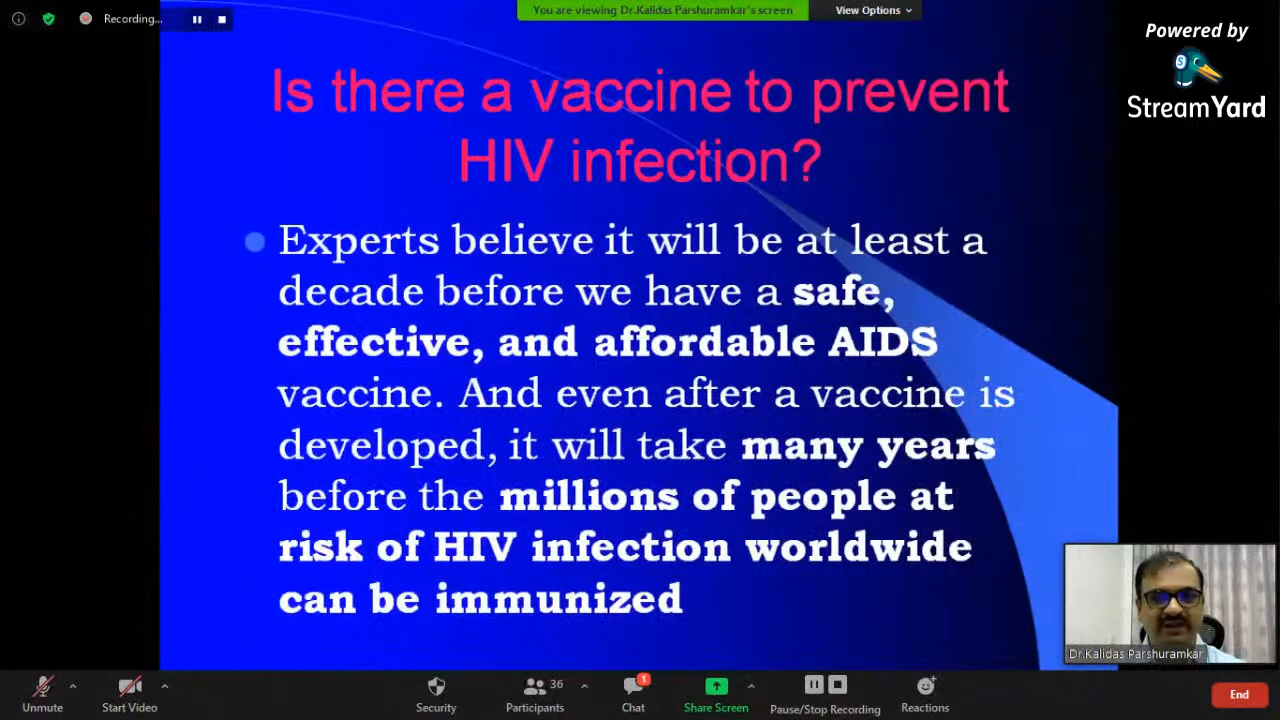 Recording...
You are viewing Dr.Kalidas Parshuramkar's screen
View Options
Powered by
StreamYard
Is there a vaccine to prevent
HIV infection?
Experts believe it will be at least a
decade before we have a safe,
effective, and affordable AIDS
vaccine. And even after a vaccine is
developed, it will take many years
before the millions of people at
risk of HIV infection worldwide
can be immunized
Dr.Kalidas Parshuramkar
Unmute
Start Video
Security
36
Participants
1
Chat
Share Screen
Pause/Stop Recording
Reactions
End